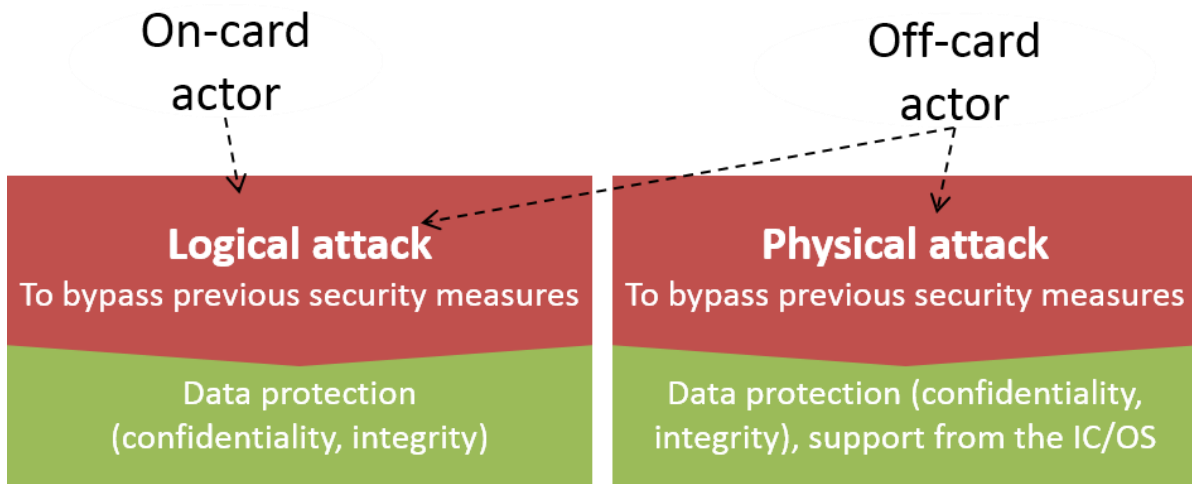 On-card
actor
Off-card
actor
Logical attack
To bypass previous security measures
Data protection
(confidentiality, integrity)
Physical attack
To bypass previous security measures
Data protection (confidentiality,
integrity), support from the IC/OS